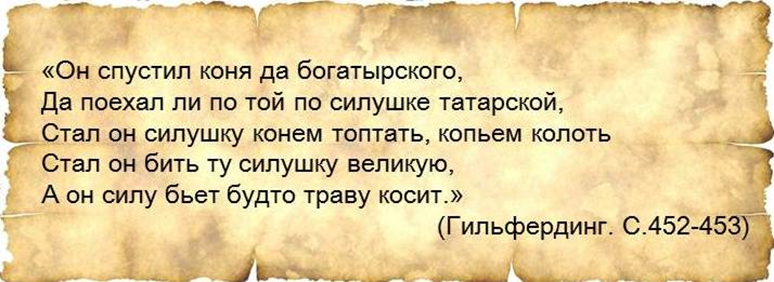 «Он спустил коня да богатырского,
Да поехал ли по той по силушке татарской,
Стал он силушку конем топтать, копьем колоть
Стал он бить ту силушку великую,
А он силу бьет будто траву косит.»
(Гильфердинг. С.452-453)